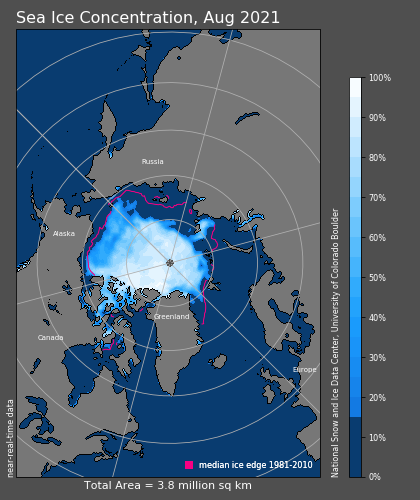 Sea Ice Concentration, Aug 2021
Russia
Alaska
Canada
Greenland
Europe
median ice edge 1981-2010
near-real-time data
Total Area = 3.8 million sq km
National Snow and Ice Data Center, University of Colorado Boulder
100%
90%
80%
70%
60%
50%
40%
30%
20%
10%
0%